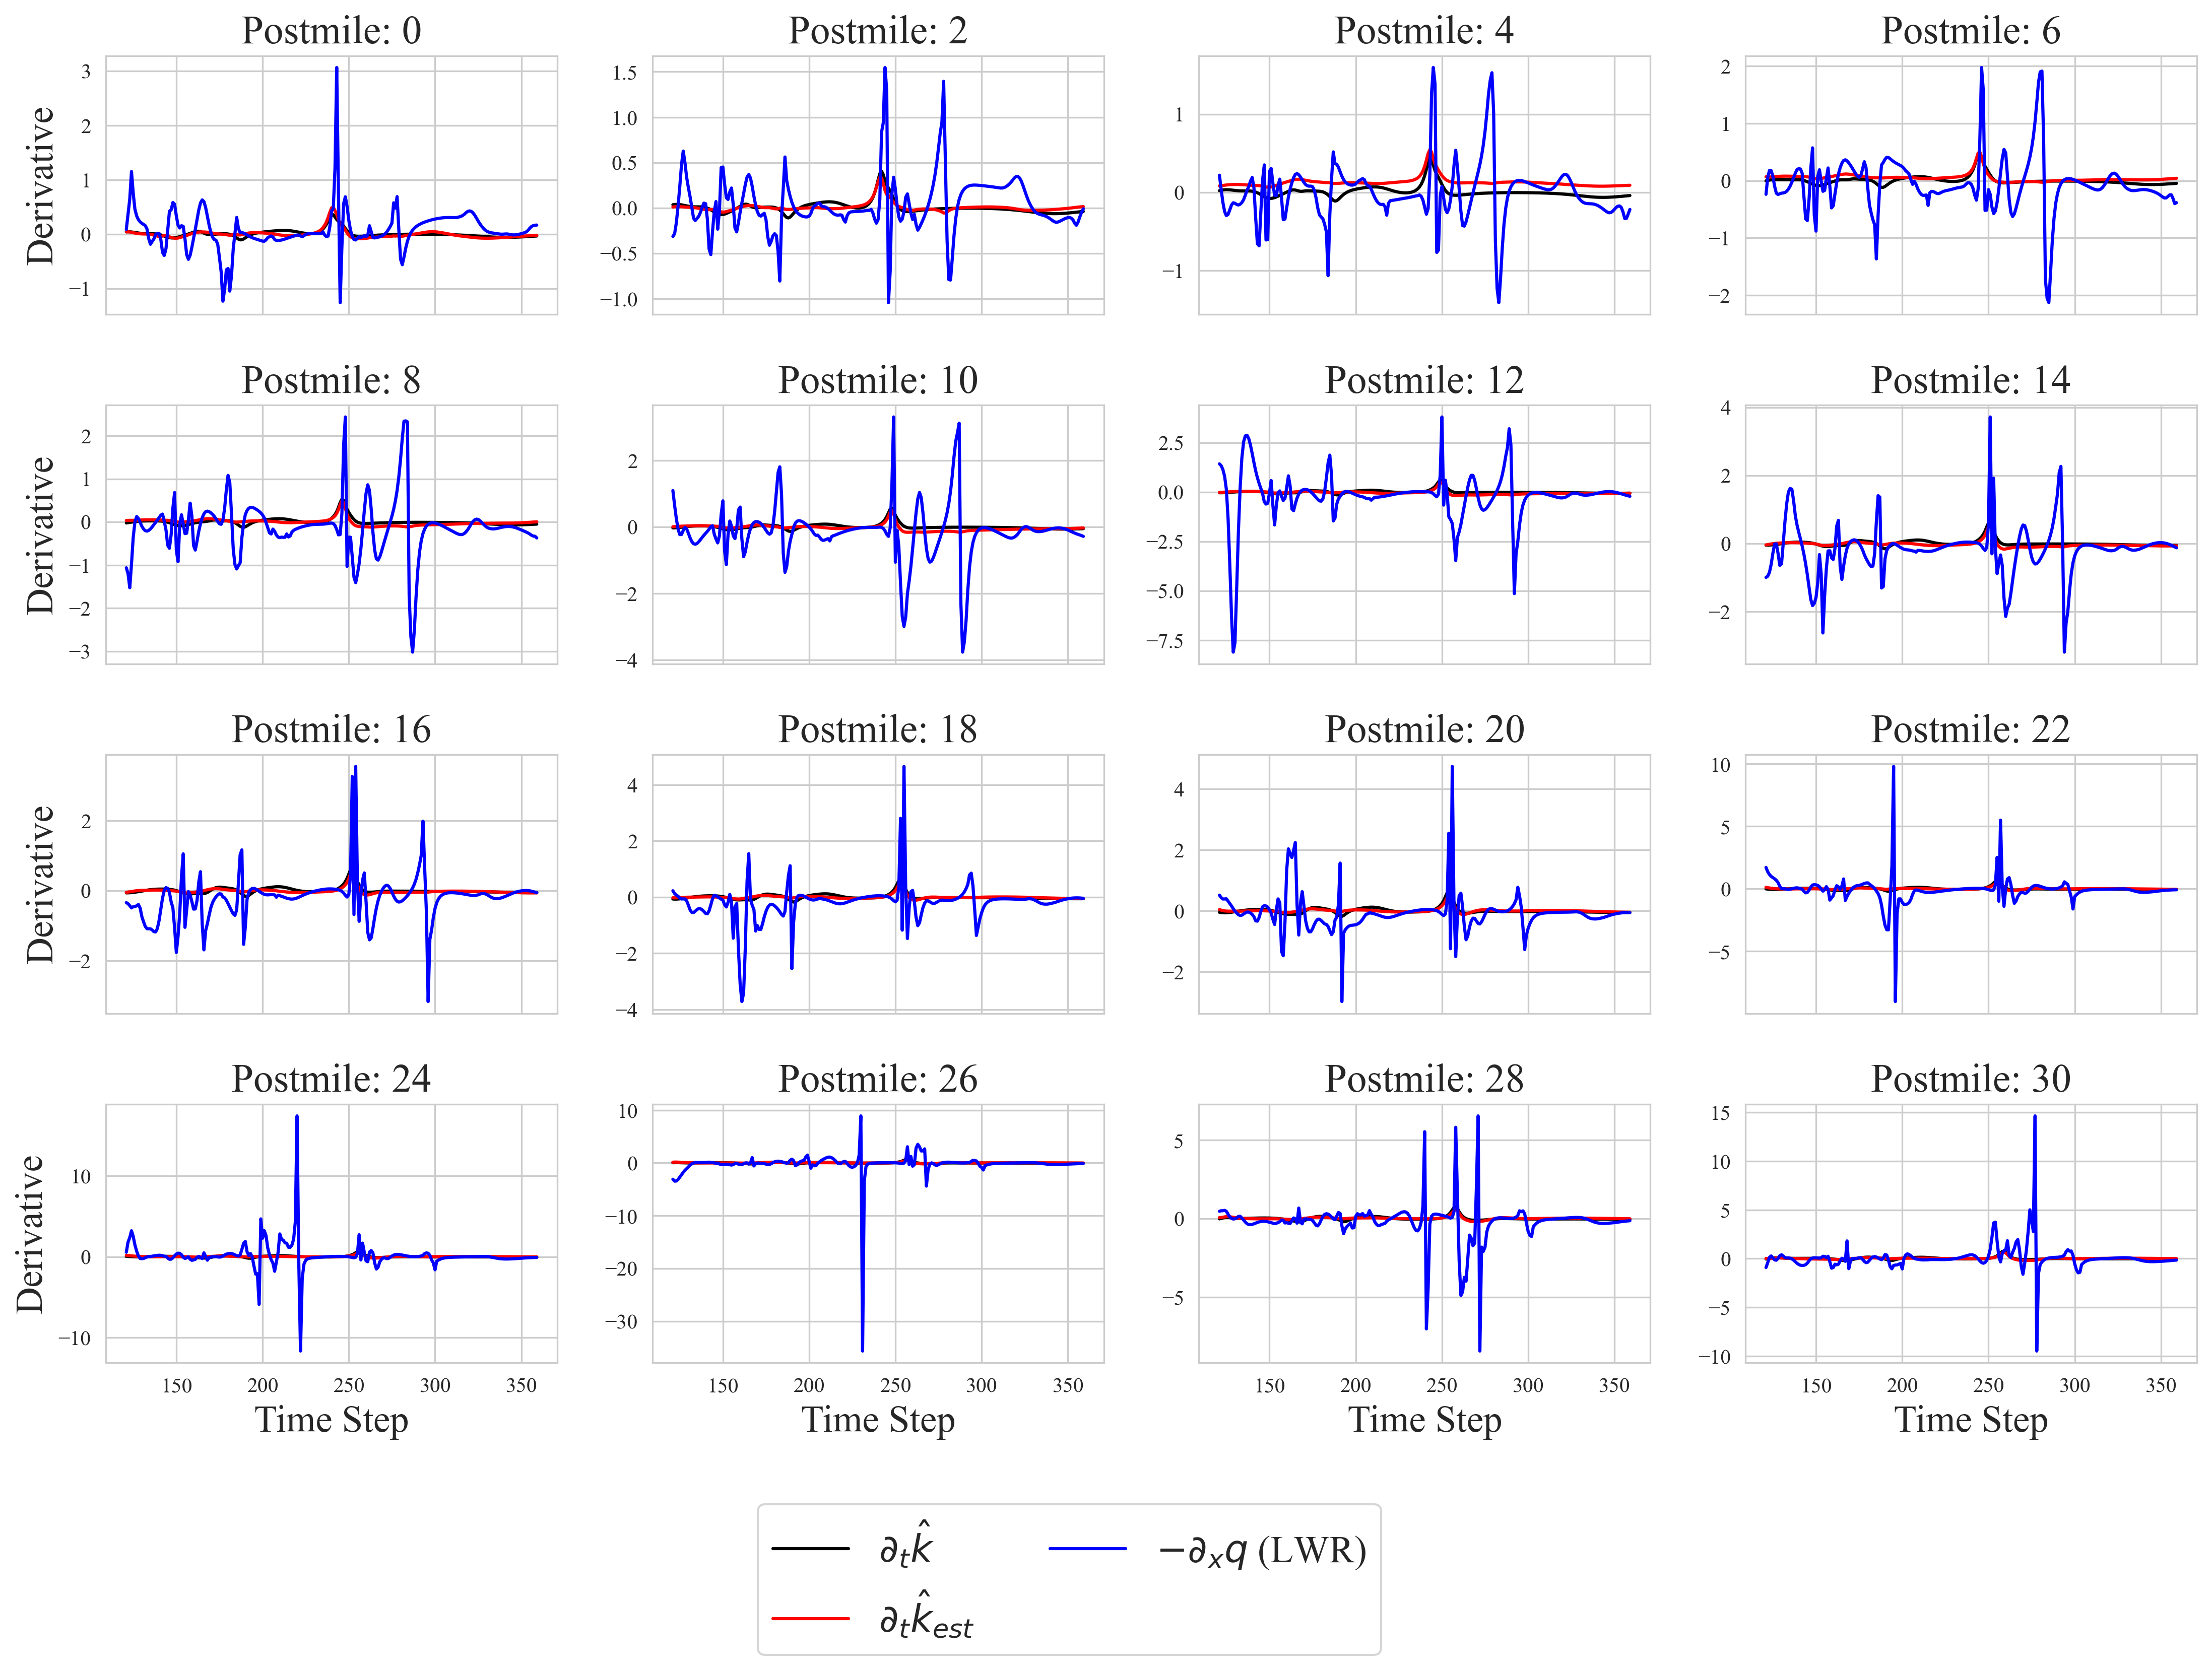 Postmile: 0 Postmile: 2 Postmile: 4 Postmile: 6
3 1.5 1 2
2 1.0 0 1
1 0.5 −1 0
0 0.0 −1
−1 −0.5 −2
−1.0
Derivative
Postmile: 8 Postmile: 10 Postmile: 12 Postmile: 14
2 2 2.5 4
1 0 0.0 2
0 −2 −2.5 0
−1 −4 −5.0 −2
−2 −7.5
−3
Derivative
Postmile: 16 Postmile: 18 Postmile: 20 Postmile: 22
2 4 4 10
0 2 2 5
−2 0 0 0
−2 −2 −5
−4
Derivative
Postmile: 24 Postmile: 26 Postmile: 28 Postmile: 30
10 10 5 15
0 0 0 10
−10 −10 −5 5
−20 0
−30 −5
−10
Derivative
150 200 250 300 350 150 200 250 300 350 150 200 250 300 350 150 200 250 300 350
Time Step Time Step Time Step Time Step
∂ₜk̂ −∂ₓq (LWR)
∂ₜk̂ₑₛₜ